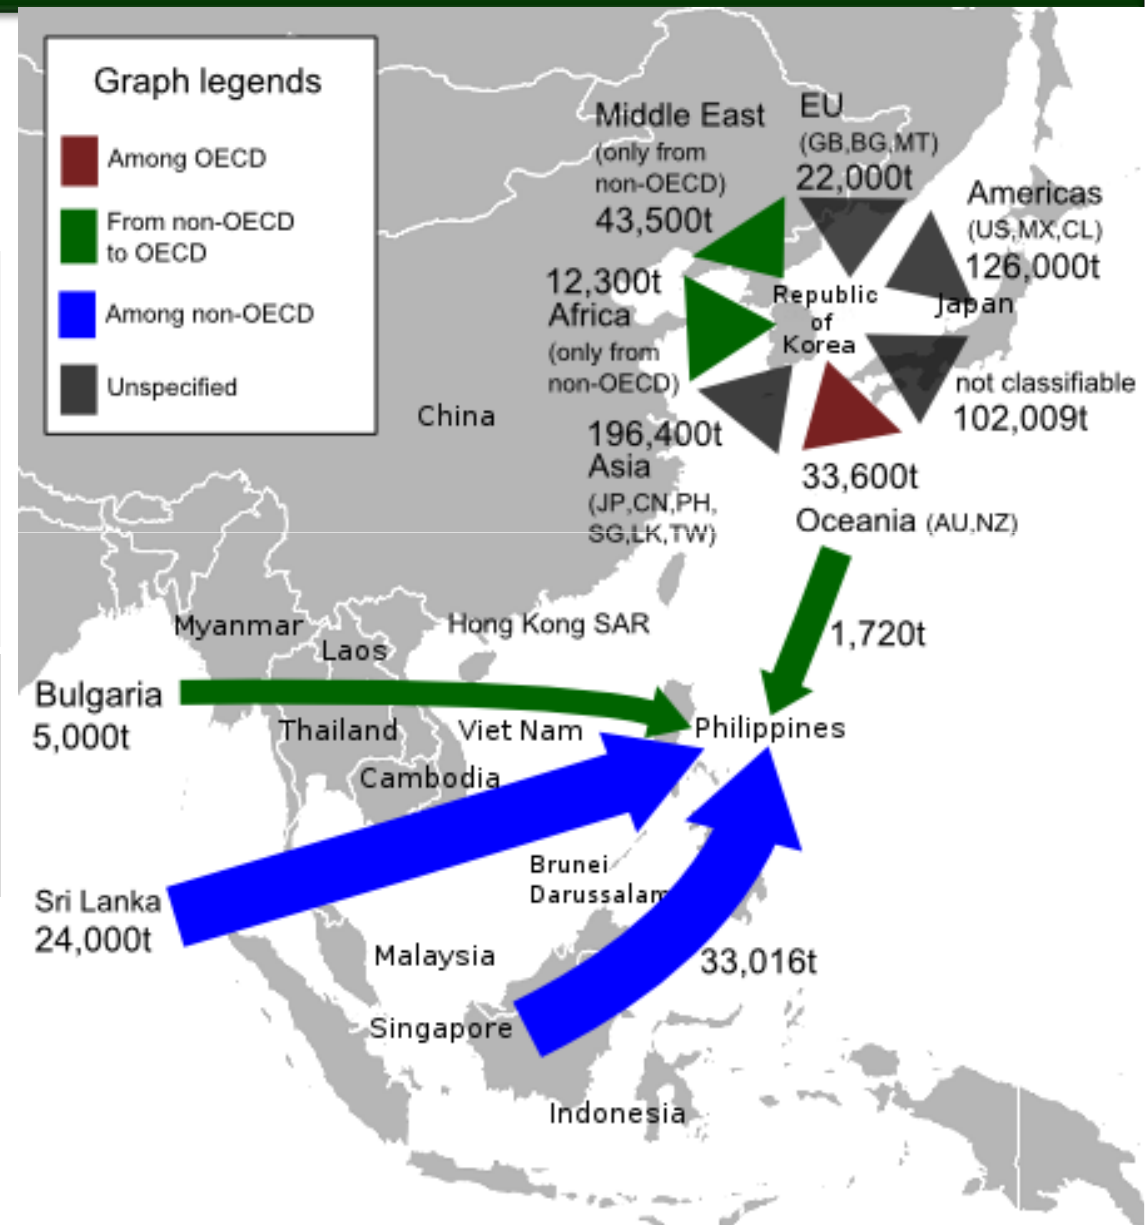 Graph legends
Among OECD
From non-OECD
to OECD
Among non-OECD
Unspecified
Middle East
(only from
non-OECD)
43,500t
EU
(GB,BG,MT)
22,000t
Americas
(US,MX,CL)
126,000t
12,300t
Africa
(only from
non-OECD)
Republic
of
Korea
Japan
not classifiable
102,009t
China
196,400t
Asia
(JP,CN,PH,
SG,LK,TW)
33,600t
Oceania (AU,NZ)
Myanmar
Laos
Hong Kong SAR
1,720t
Bulgaria
5,000t
Thailand
Viet Nam
Philippines
Cambodia
Brunei
Darussalam
Sri Lanka
24,000t
Malaysia
33,016t
Singapore
Indonesia